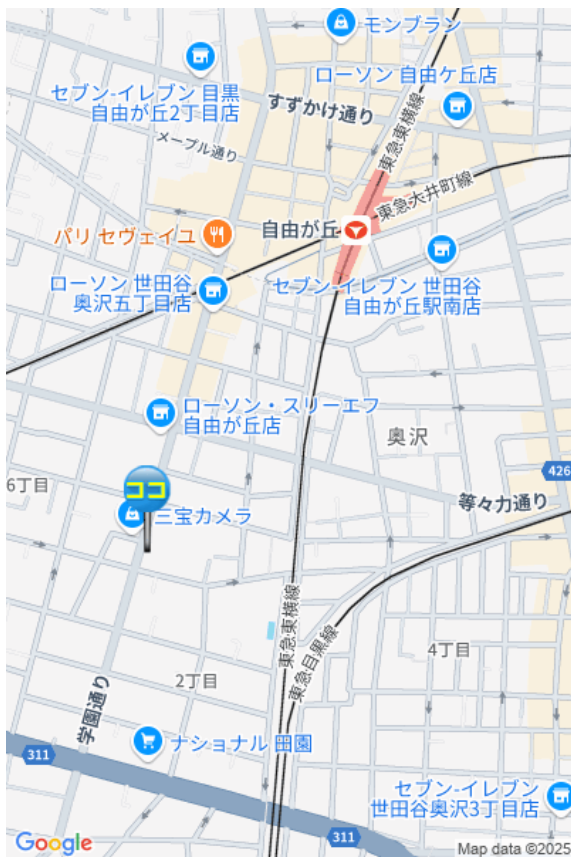 モンブラン
セブン-イレブン 目黒
自由が丘2丁目店
ローソン 自由ケ丘店
すずかけ通り
メープル通り
東急東横線
東急大井町線
自由が丘
パリ セヴェイユ
ローソン 世田谷
奥沢五丁目店
セブン-イレブン 世田谷
自由が丘駅南店
ローソン・スリーエフ
自由が丘店
奥沢
426
6丁目
ココ
等々力通り
三宝カメラ
東急東横線
東急目黒線
4丁目
2丁目
学園通り
ナショナル 田園
311
セブン-イレブン
世田谷奥沢3丁目店
311
Google
Map data ©2025